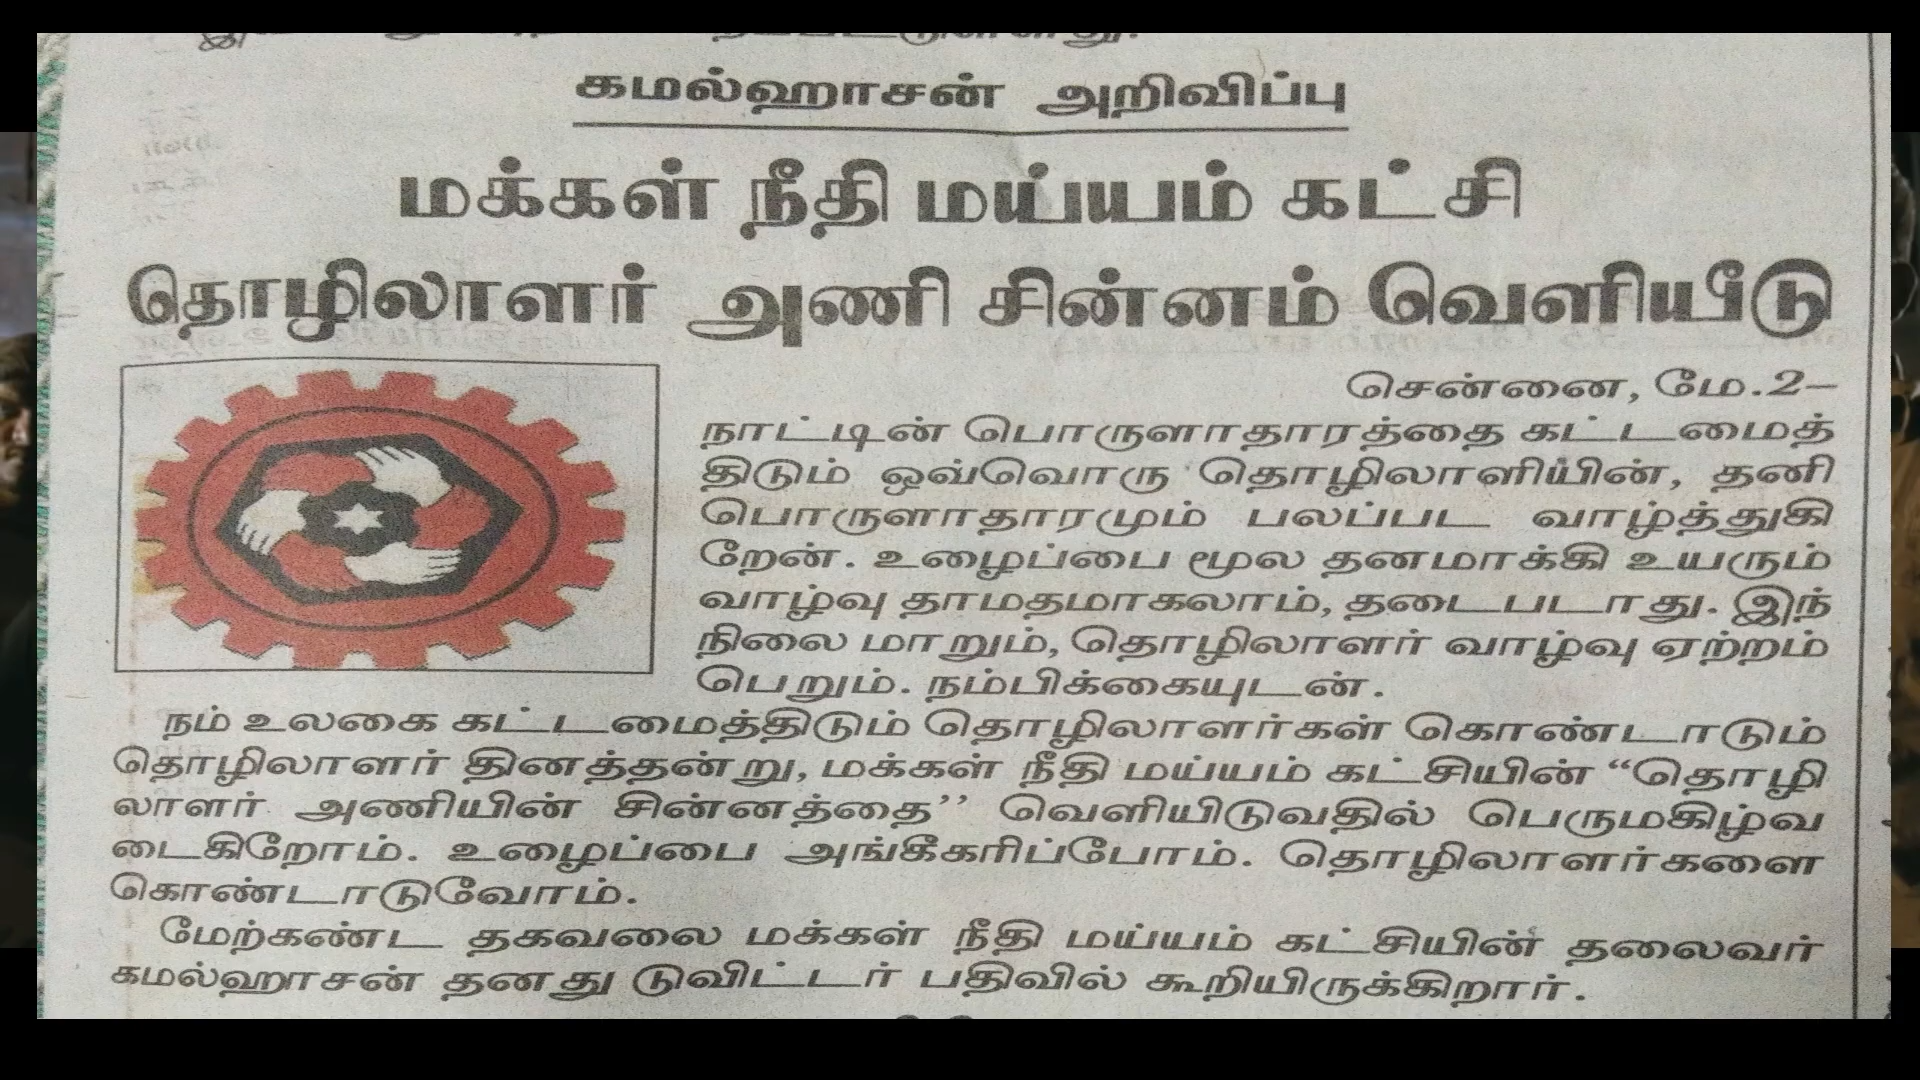 கமல்ஹாசன் அறிவிப்பு
மக்கள் நீதி மய்யம் கட்சி
தொழிலாளர் அணி சின்னம் வெளியீடு
சென்னை, மே.2–
நாட்டின் பொருளாதாரத்தை கட்டமைத்
திடும் ஒவ்வொரு தொழிலாளியின், தனி
பொருளாதாரமும் பலப்பட வாழ்த்துகி
றேன். உழைப்பை மூல தனமாக்கி உயரும்
வாழ்வு தாமதமாகலாம், தடைபடாது. இந்
நிலை மாறும், தொழிலாளர் வாழ்வு ஏற்றம்
பெறும். நம்பிக்கையுடன்.
நம் உலகை கட்டமைத்திடும் தொழிலாளர்கள் கொண்டாடும்
தொழிலாளர் தினத்தன்று, மக்கள் நீதி மய்யம் கட்சியின் “தொழி
லாளர் அணியின் சின்னத்தை’’ வெளியிடுவதில் பெருமகிழ்வ
டைகிறோம். உழைப்பை அங்கீகரிப்போம். தொழிலாளர்களை
கொண்டாடுவோம்.
மேற்கண்ட தகவலை மக்கள் நீதி மய்யம் கட்சியின் தலைவர்
கமல்ஹாசன் தனது டுவிட்டர் பதிவில் கூறியிருக்கிறார்.